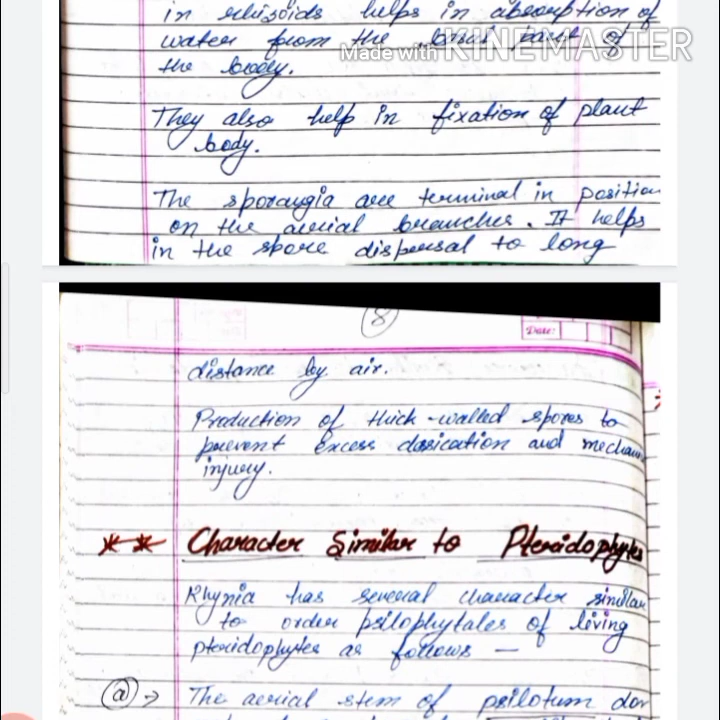 in rhizoids helps in absorption of
water from the basal part of
the body.
Made with KINEMASTER
They also help in fixation of plant
body.
The sporangia are terminal in position
on the aerial branches. It helps
in the spore dispersal to long
8
Date:
distance by air.
Production of thick-walled spores to
prevent excess dessication and mechan
injury.
** Character Similar to Pteridophytes
Rhynia has several character similar
to order psilophytales of living
pteridophytes as follows —
(a) → The aerial stem of psilotum